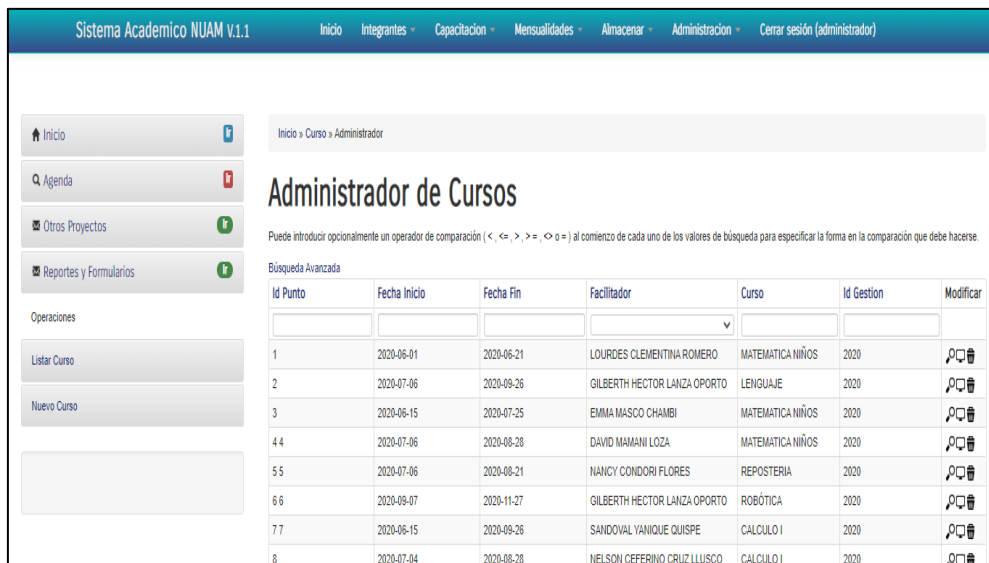 Sistema Academico NUAM V.1.1 Inicio Integrantes Capacitacion Mensualidades Almacenar Administracion Cerrar sesión (administrador)
Inicio Ir
Agenda Ir
Otros Proyectos Ir
Reportes y Formularios Ir
Operaciones
Listar Curso
Nuevo Curso
Inicio » Curso » Administrador
Administrador de Cursos
Puede introducir opcionalmente un operador de comparación ( < , <= , > , > = , <> o = ) al comienzo de cada uno de los valores de búsqueda para especificar la forma en la comparación que debe hacerse.
Búsqueda Avanzada
Id Punto Fecha Inicio Fecha Fin Facilitador Curso Id Gestion Modificar
1 2020-06-01 2020-06-21 LOURDES CLEMENTINA ROMERO MATEMATICA NIÑOS 2020
2 2020-07-06 2020-09-26 GILBERTH HECTOR LANZA OPORTO LENGUAJE 2020
3 2020-06-15 2020-07-25 EMMA MASCO CHAMBI MATEMATICA NIÑOS 2020
4 4 2020-07-06 2020-08-28 DAVID MAMANI LOZA MATEMATICA NIÑOS 2020
5 5 2020-07-06 2020-08-21 NANCY CONDORI FLORES REPOSTERIA 2020
6 6 2020-09-07 2020-11-27 GILBERTH HECTOR LANZA OPORTO ROBÓTICA 2020
7 7 2020-06-15 2020-09-26 SANDOVAL YANIQUE QUISPE CALCULO I 2020
8 2020-07-04 2020-08-28 NELSON CEFERINO CRUZ LLUSCO CALCULO I 2020